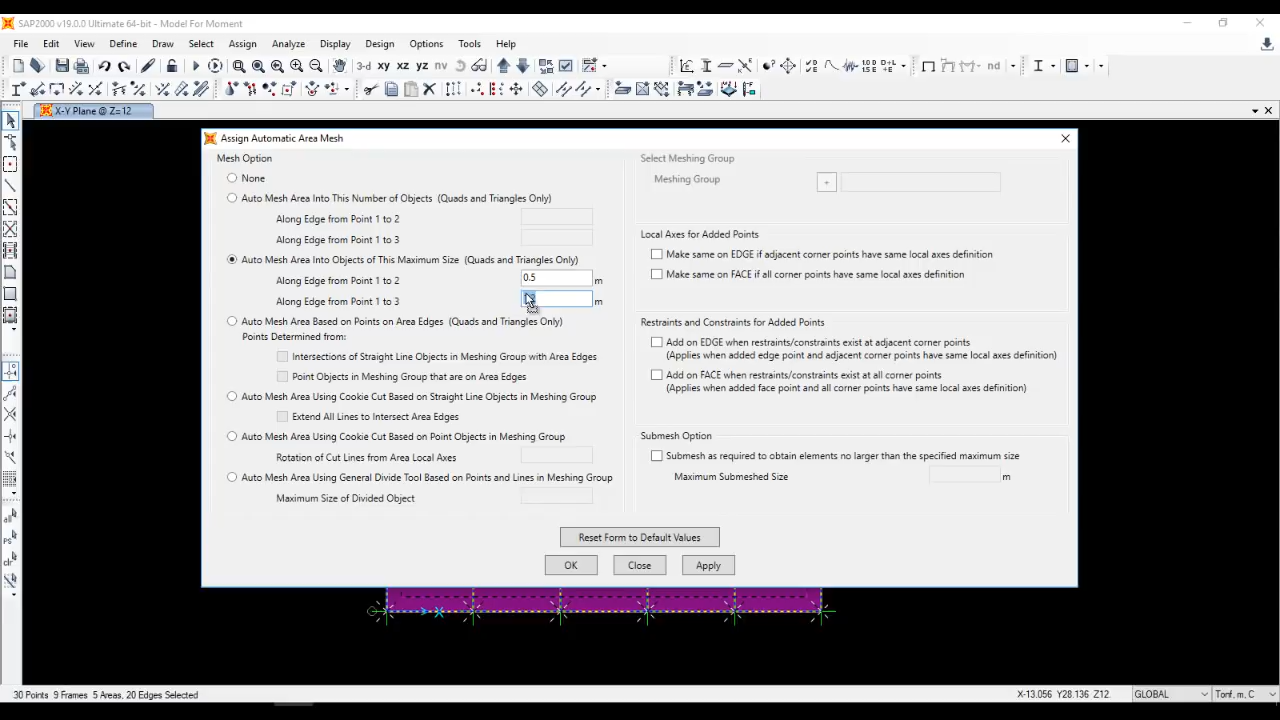 SAP2000 v19.0.0 Ultimate 64-bit - Model For Moment
File Edit View Define Draw Select Assign Analyze Display Design Options Tools Help
3-d xy xz yz nv
nd
X-Y Plane @ Z=12
Assign Automatic Area Mesh
Mesh Option
None
Auto Mesh Area Into This Number of Objects (Quads and Triangles Only)
Along Edge from Point 1 to 2
Along Edge from Point 1 to 3
Auto Mesh Area Into Objects of This Maximum Size (Quads and Triangles Only)
Along Edge from Point 1 to 2 0.5 m
Along Edge from Point 1 to 3 m
Auto Mesh Area Based on Points on Area Edges (Quads and Triangles Only)
Points Determined from:
Intersections of Straight Line Objects in Meshing Group with Area Edges
Point Objects in Meshing Group that are on Area Edges
Auto Mesh Area Using Cookie Cut Based on Straight Line Objects in Meshing Group
Extend All Lines to Intersect Area Edges
Auto Mesh Area Using Cookie Cut Based on Point Objects in Meshing Group
Rotation of Cut Lines from Area Local Axes
Auto Mesh Area Using General Divide Tool Based on Points and Lines in Meshing Group
Maximum Size of Divided Object
Select Meshing Group
Meshing Group +
Local Axes for Added Points
Make same on EDGE if adjacent corner points have same local axes definition
Make same on FACE if all corner points have same local axes definition
Restraints and Constraints for Added Points
Add on EDGE when restraints/constraints exist at adjacent corner points
(Applies when added edge point and adjacent corner points have same local axes definition)
Add on FACE when restraints/constraints exist at all corner points
(Applies when added face point and all corner points have same local axes definition)
Submesh Option
Submesh as required to obtain elements no larger than the specified maximum size
Maximum Submeshed Size m
Reset Form to Default Values
OK Close Apply
all
PS
clr
X
30 Points 9 Frames 5 Areas, 20 Edges Selected
X-13.056 Y28.136 Z12.
GLOBAL
Tonf, m, C